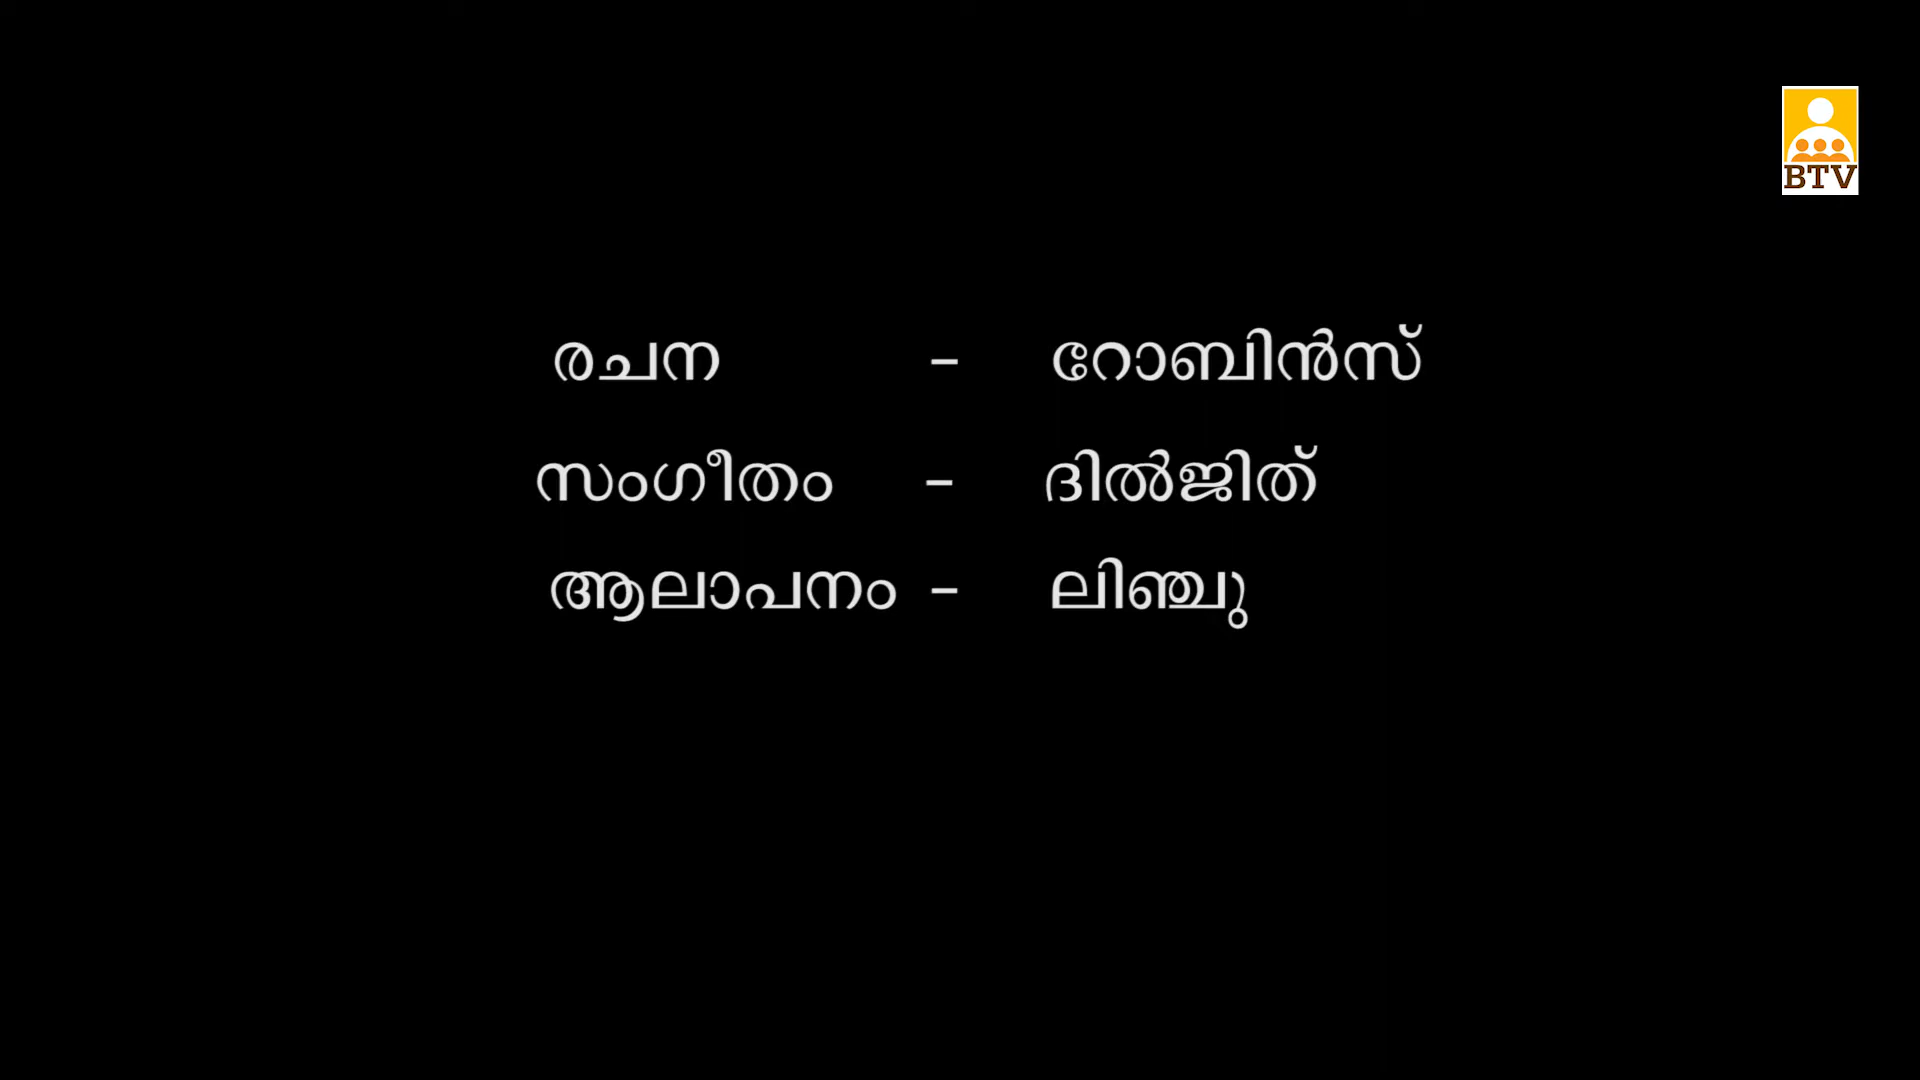 BTV
രചന - റോബിൻസ്
സംഗീതം - ദിൽജിത്
ആലാപനം - ലിഞ്ചു